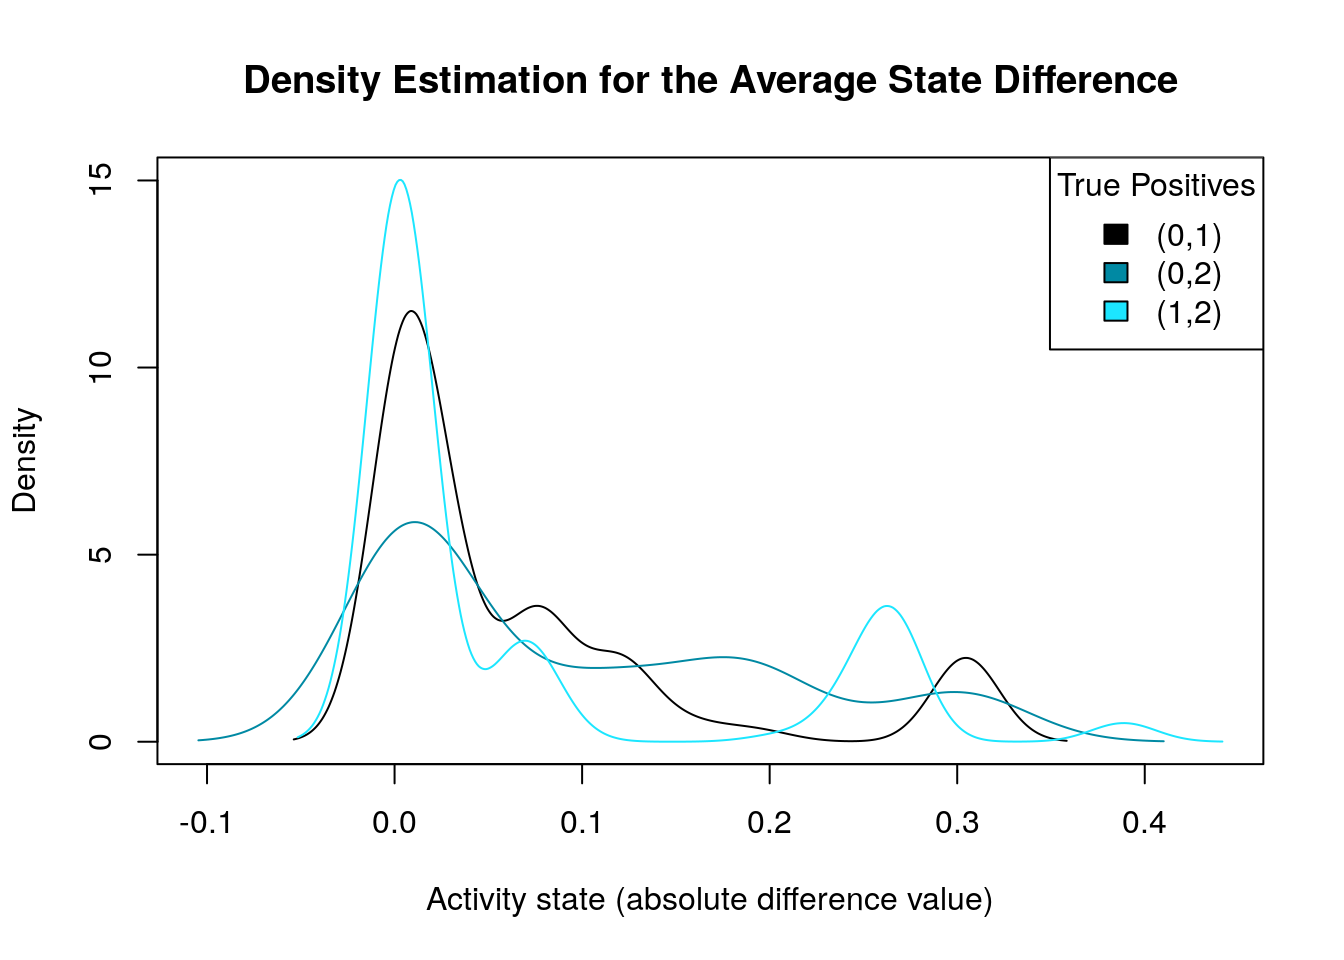 Density Estimation for the Average State Difference
True Positives
(0,1)
(0,2)
(1,2)
Density
15
10
5
0
-0.1 0.0 0.1 0.2 0.3 0.4
Activity state (absolute difference value)